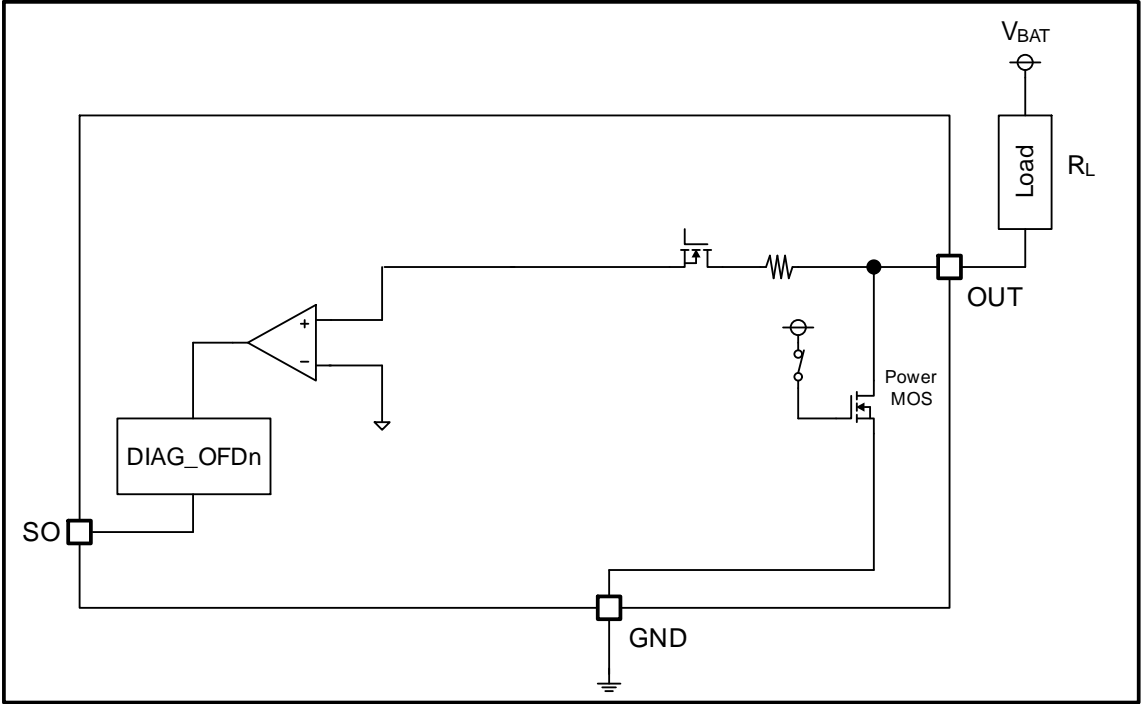 VBAT
Load
RL
OUT
+
−
Power
MOS
DIAG_OFDn
SO
GND